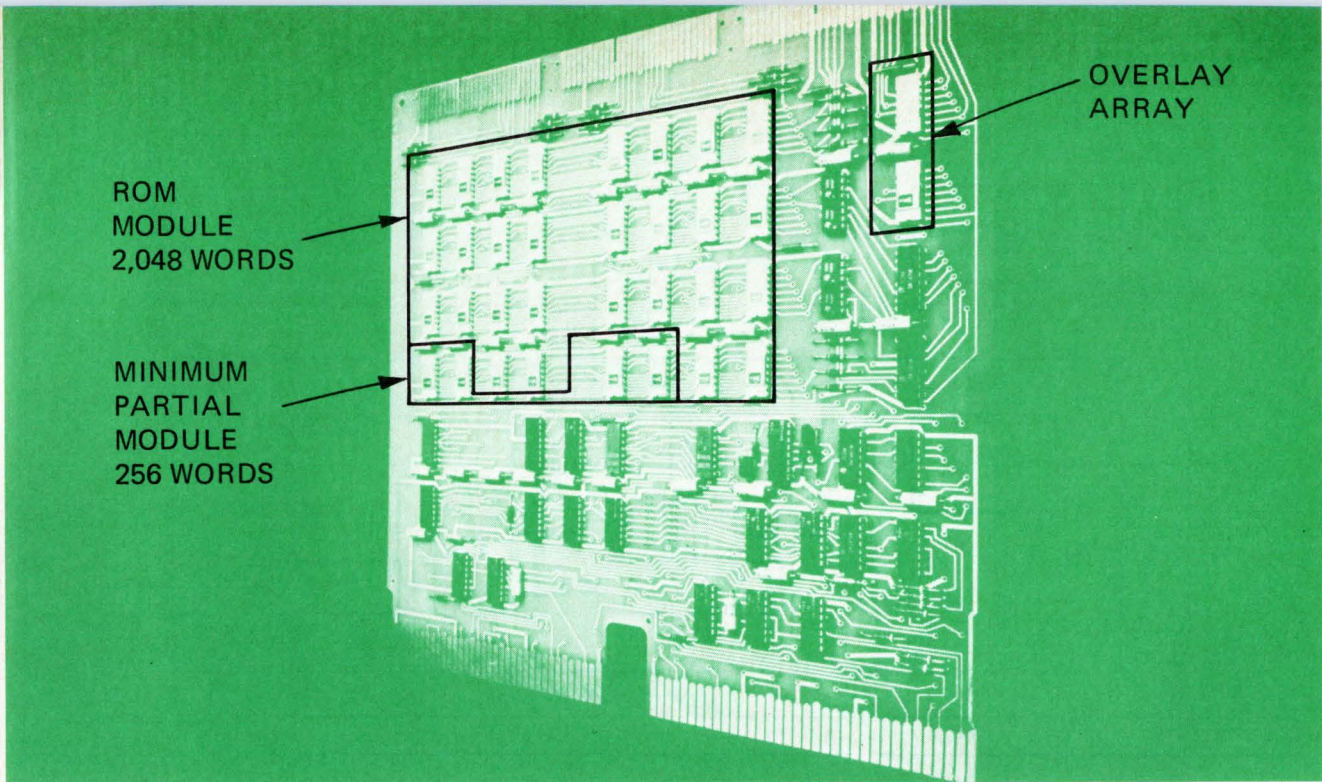 OVERLAY
ARRAY
ROM
MODULE
2,048 WORDS
MINIMUM
PARTIAL
MODULE
256 WORDS